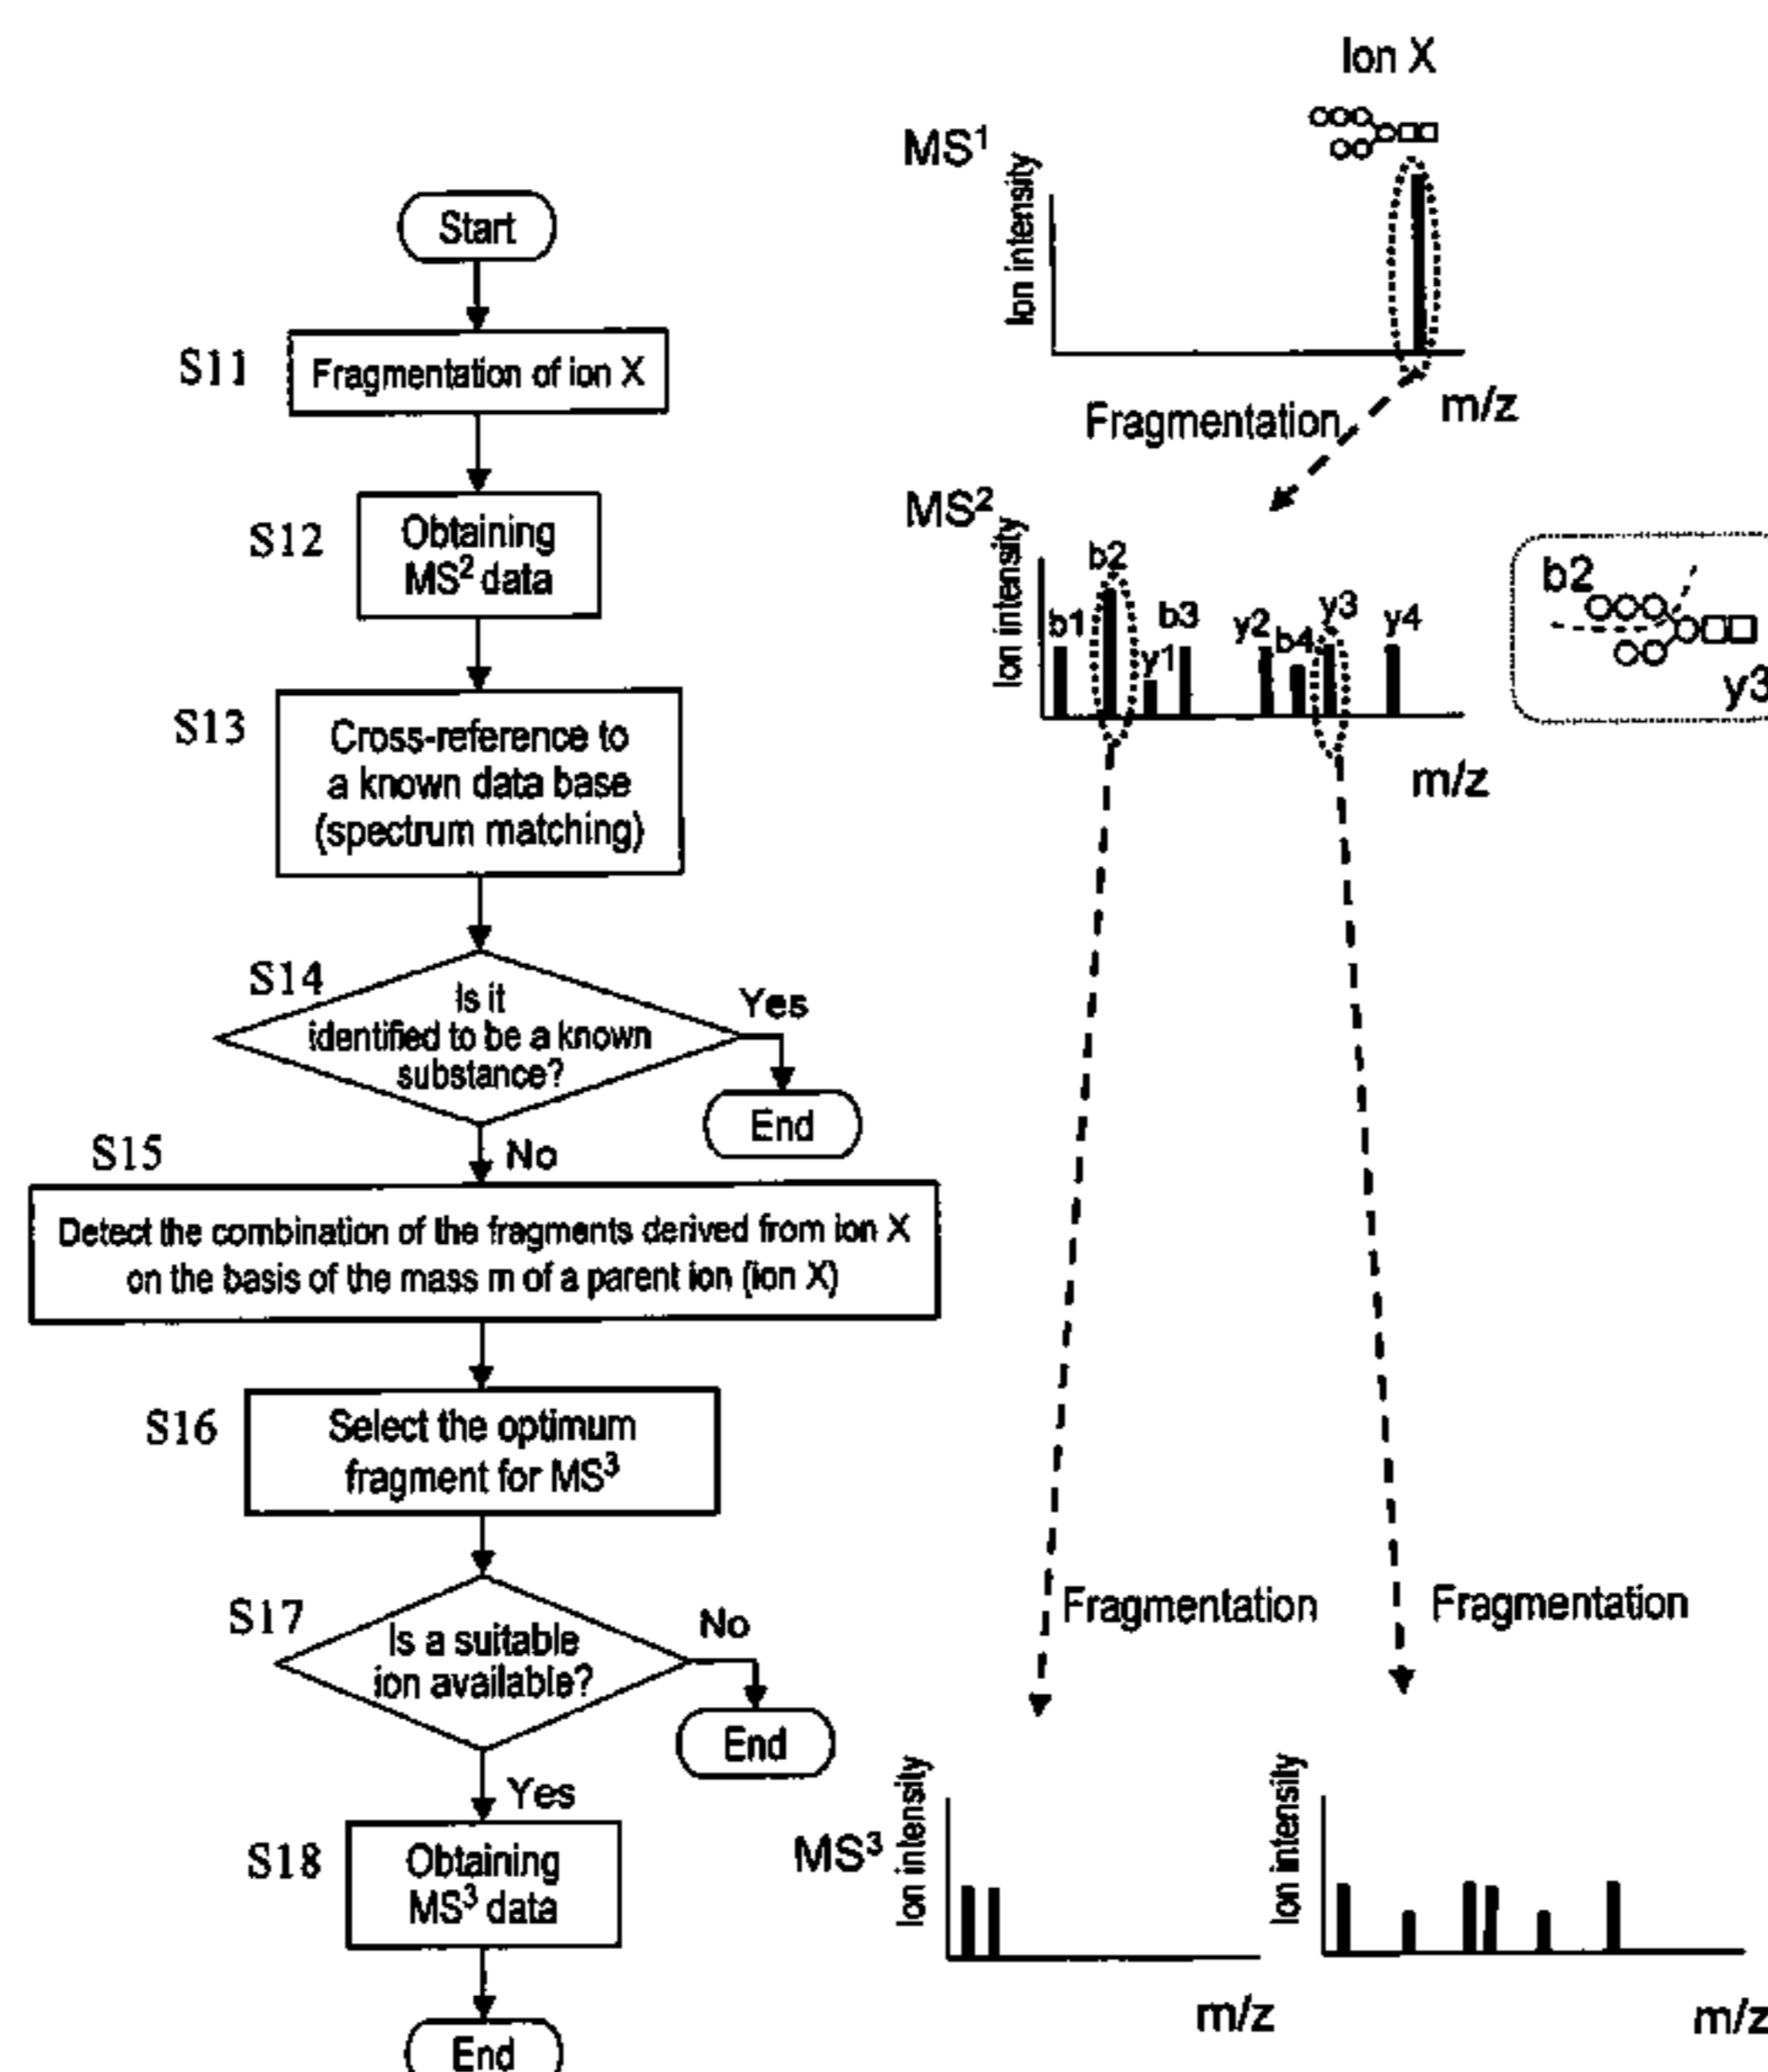 Start
S11
Fragmentation of ion X
S12
Obtaining
MS² data
S13
Cross-reference to
a known data base
(spectrum matching)
S14
Is it
identified to be a known
substance?
Yes
End
No
S15
Detect the combination of the fragments derived from ion X
on the basis of the mass m of a parent ion (ion X)
S16
Select the optimum
fragment for MS³
S17
Is a suitable
ion available?
No
End
Yes
S18
Obtaining
MS³ data
End
Ion X
MS¹
Ion intensity
m/z
Fragmentation
MS²
Ion intensity
b1
b2
y1
b3
y2
b4
y3
y4
m/z
b2
y3
Fragmentation
Fragmentation
MS³
Ion intensity
m/z
Ion intensity
m/z